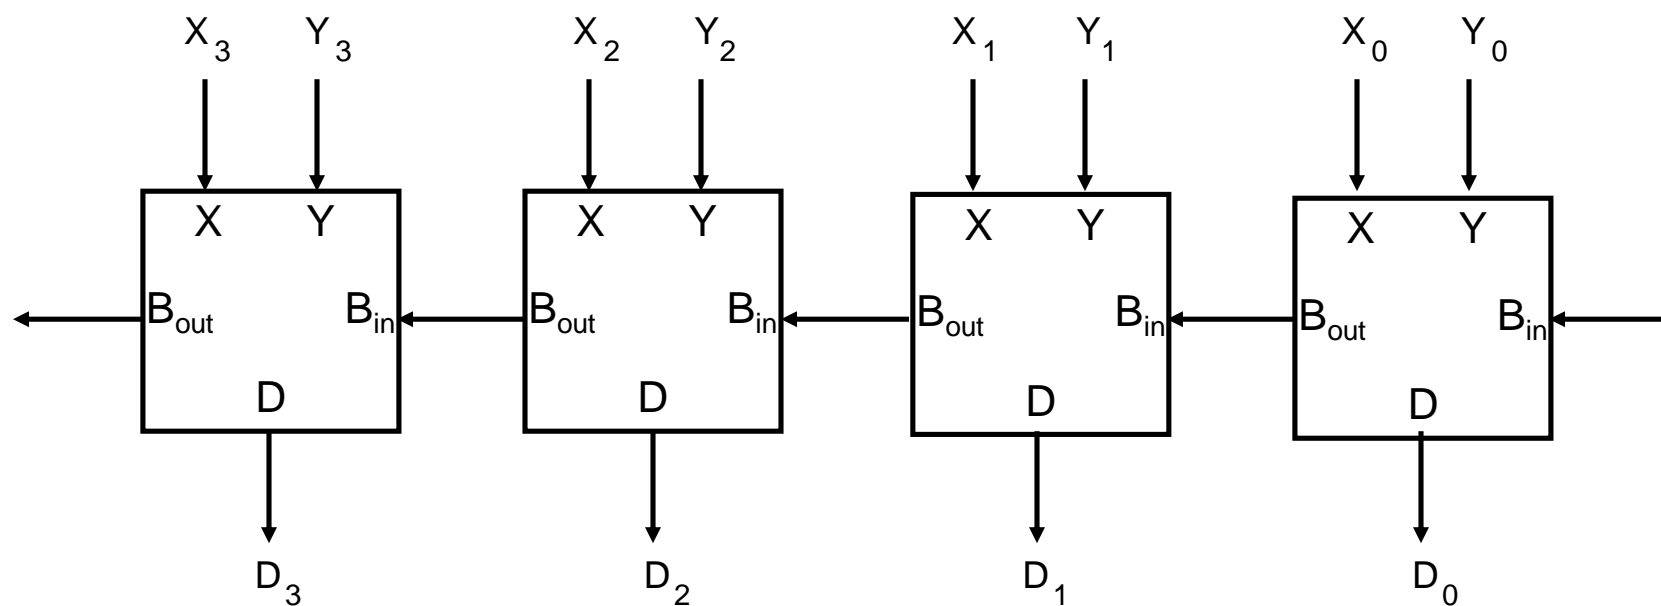 X₃ Y₃ X₂ Y₂ X₁ Y₁ X₀ Y₀
X Y X Y X Y X Y
Bout Bin Bout Bin Bout Bin Bout Bin
D D D D
D₃ D₂ D₁ D₀